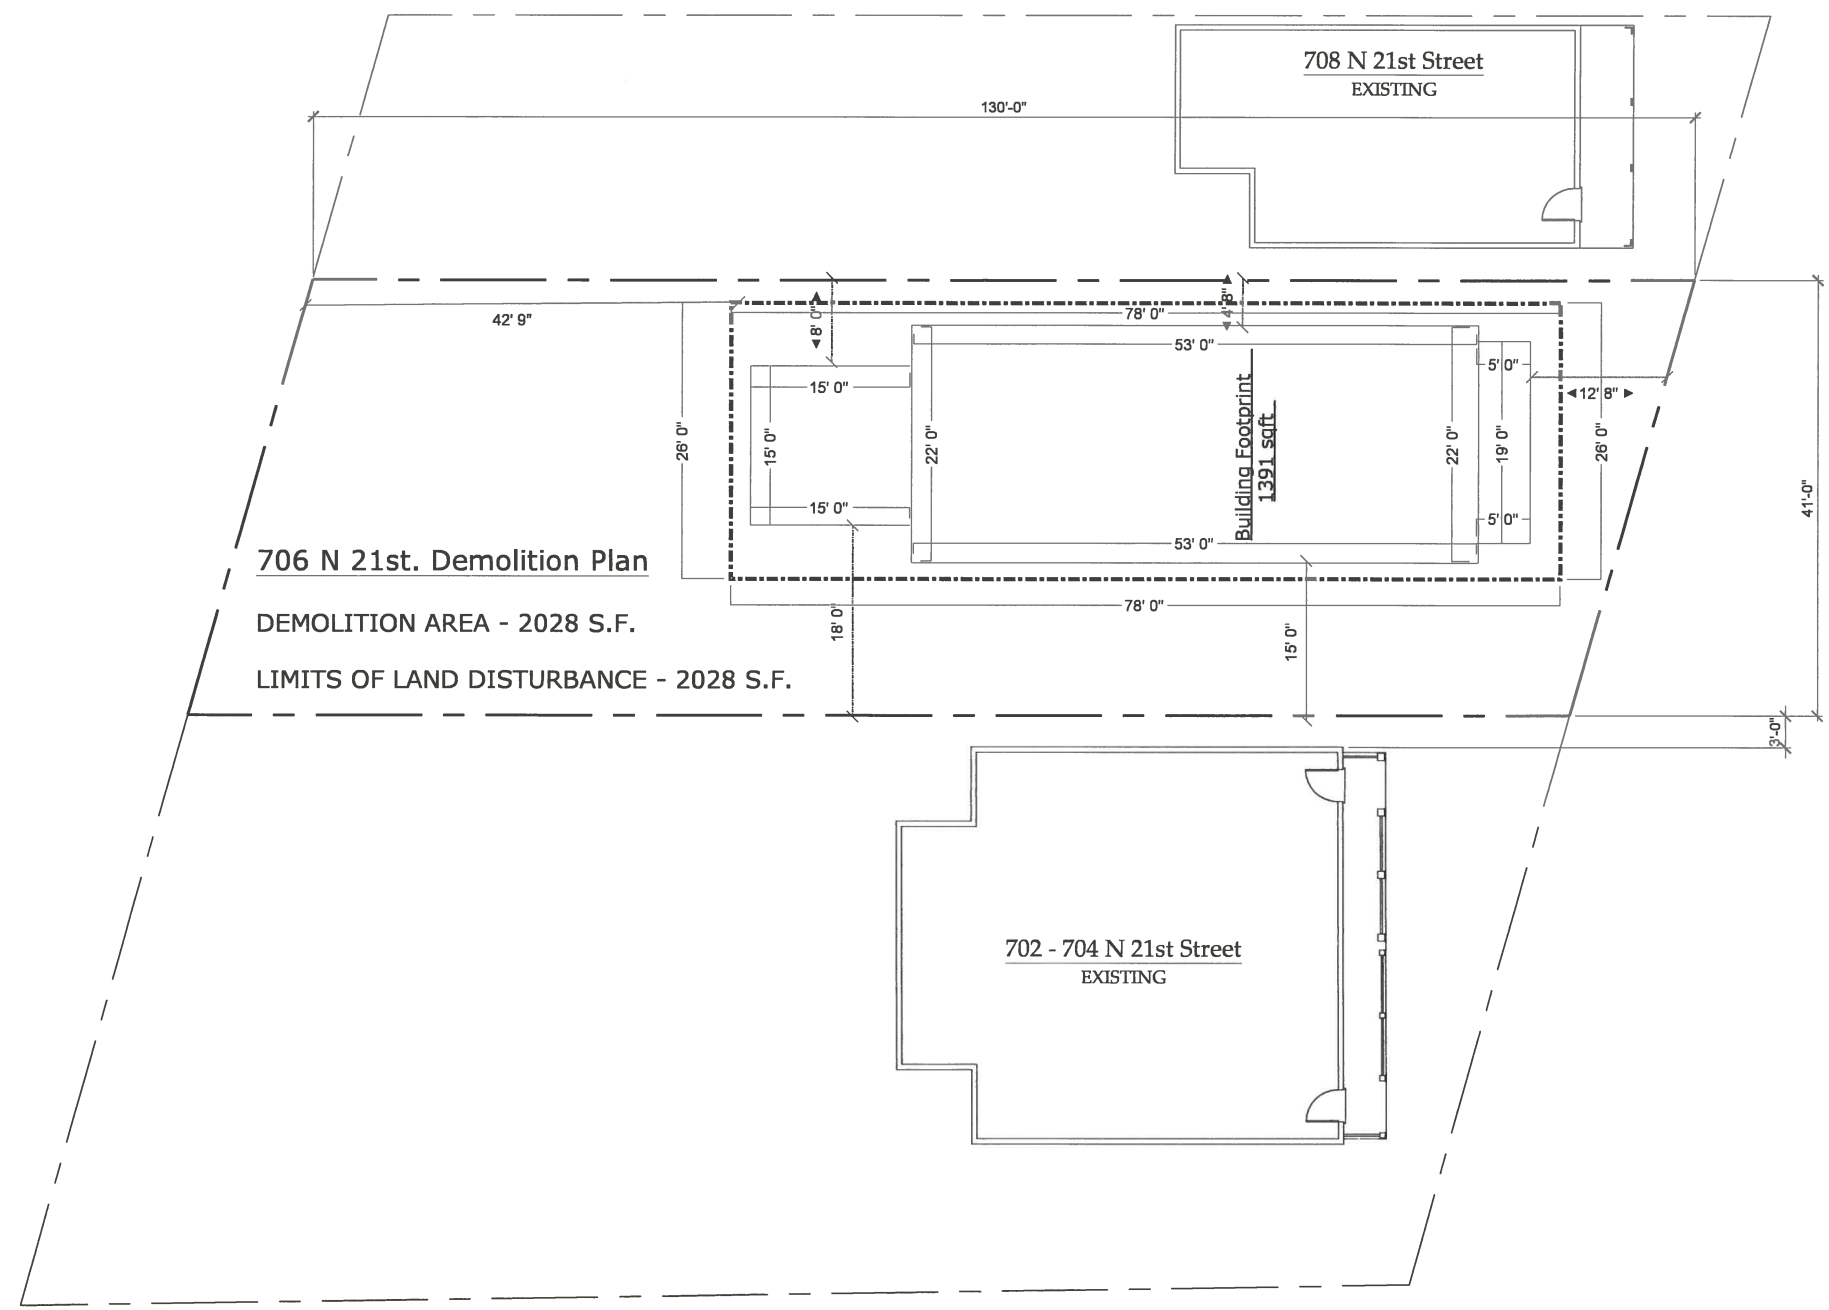 708 N 21st Street
EXISTING
130'-0"
42' 9"
8' 0"
4' 8"
78' 0"
53' 0"
5' 0"
12' 8"
15' 0"
26' 0"
15' 0"
22' 0"
Building Footprint
1391 sqft
22' 0"
19' 0"
26' 0"
41'-0"
15' 0"
5' 0"
53' 0"
706 N 21st. Demolition Plan
78' 0"
DEMOLITION AREA - 2028 S.F.
18' 0"
15' 0"
LIMITS OF LAND DISTURBANCE - 2028 S.F.
3'-0"
702 - 704 N 21st Street
EXISTING